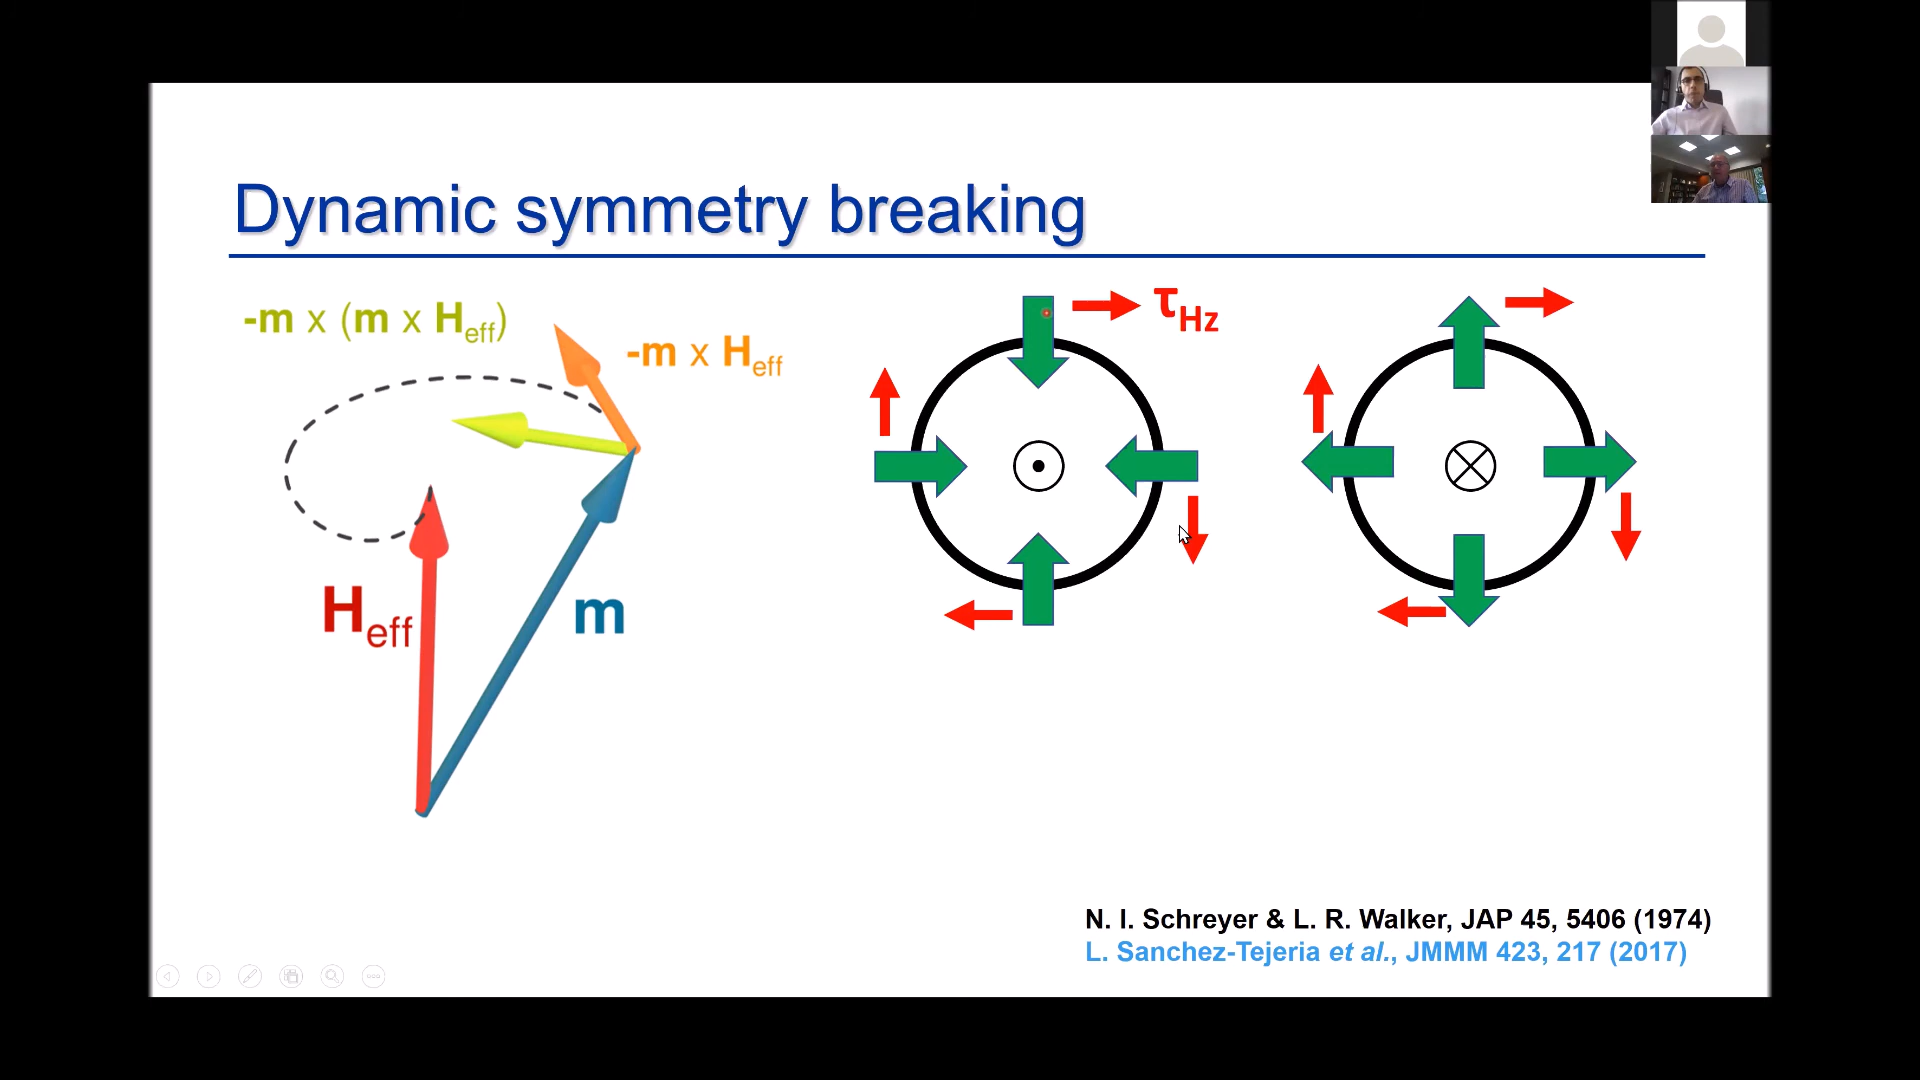 Dynamic symmetry breaking
-m x (m x Heff)
-m x Heff
τHz
Heff
m
N. I. Schreyer & L. R. Walker, JAP 45, 5406 (1974)
L. Sanchez-Tejeria et al., JMMM 423, 217 (2017)